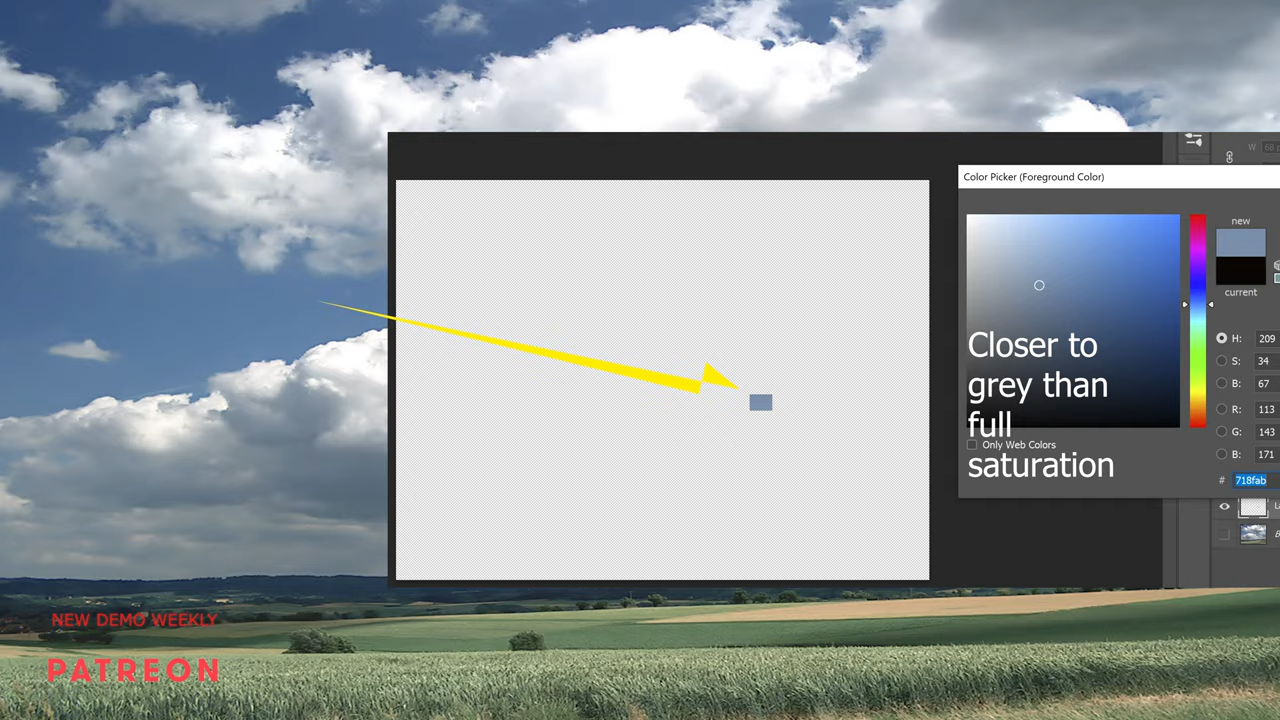 W 58 p
Color Picker (Foreground Color)
new
current
H: 209
S: 34
B: 67
R: 113
G: 143
B: 171
# 718fab
Only Web Colors
Closer to
grey than
full
saturation
NEW DEMO WEEKLY
PATREON